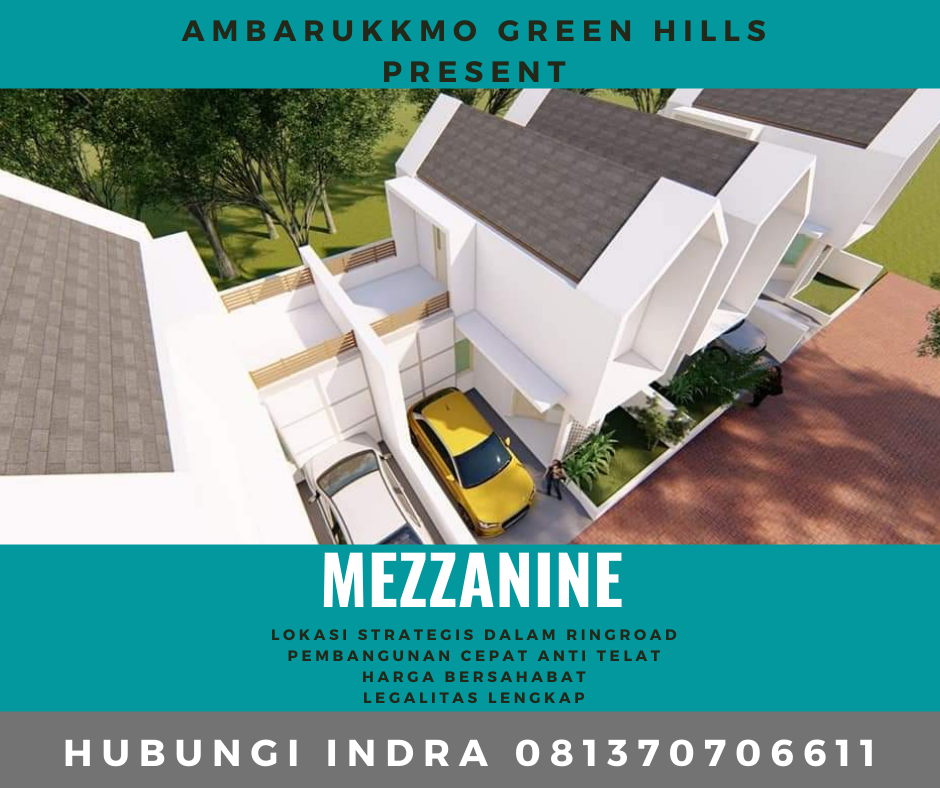 AMBARUKKMO GREEN HILLS
PRESENT
MEZZANINE
LOKASI STRATEGIS DALAM RINGROAD
PEMBANGUNAN CEPAT ANTI TELAT
HARGA BERSAHABAT
LEGALITAS LENGKAP
HUBUNGI INDRA 081370706611